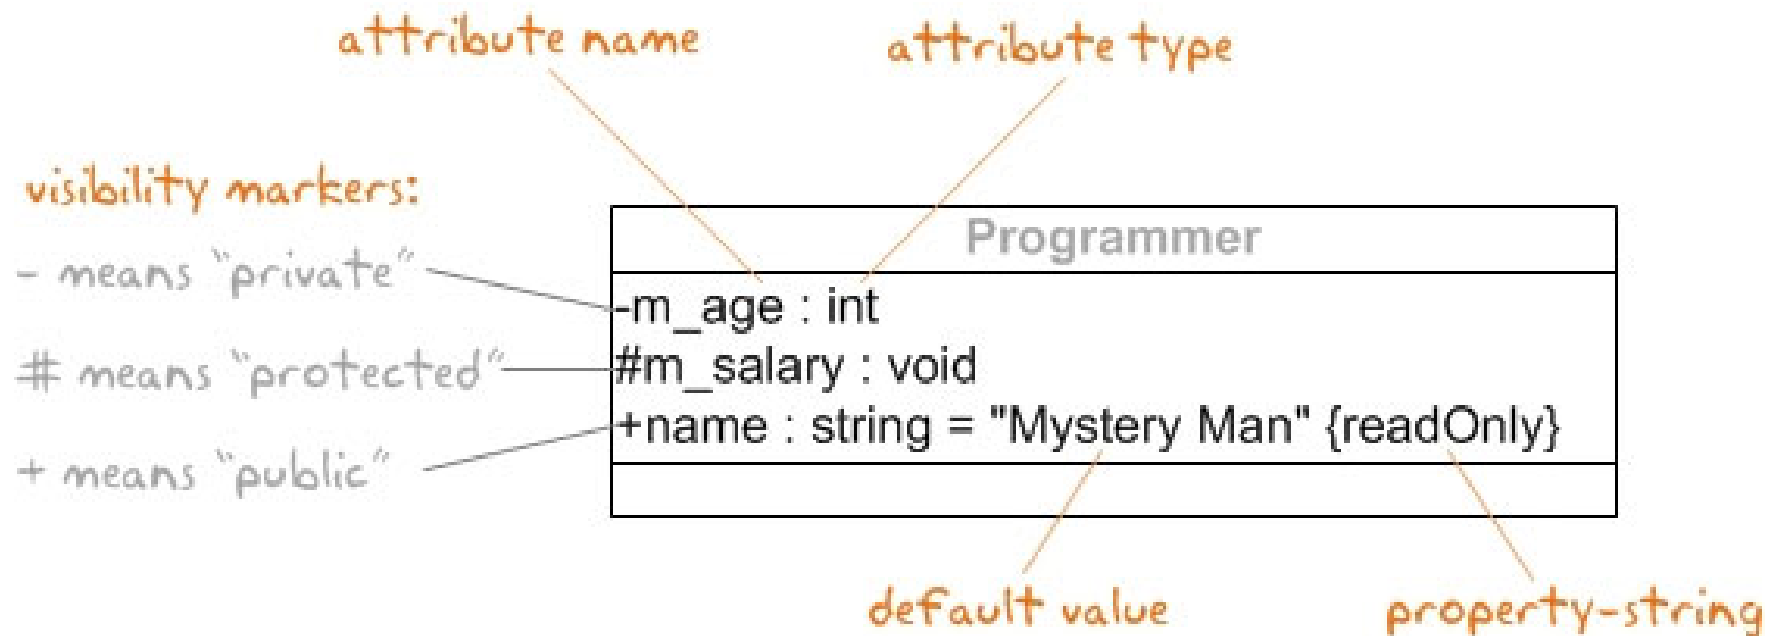 attribute name
attribute type
visibility markers:
- means "private"
# means "protected"
+ means "public"
Programmer
-m_age : int
#m_salary : void
+name : string = "Mystery Man" {readOnly}
default value
property-string